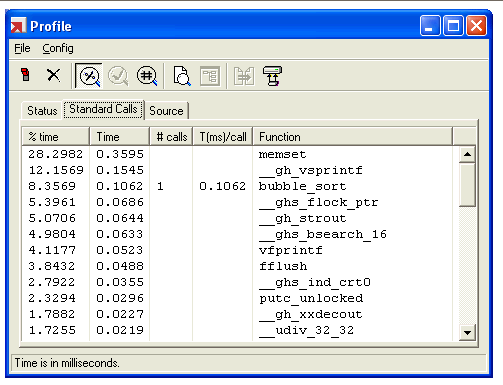 Profile
File Config
Status Standard Calls Source
% time Time # calls T(ms)/call Function
28.2982 0.3595 memset
12.1569 0.1545 __gh_vsprintf
8.3569 0.1062 1 0.1062 bubble_sort
5.3961 0.0686 __ghs_flock_ptr
5.0706 0.0644 __gh_strout
4.9804 0.0633 __ghs_bsearch_16
4.1177 0.0523 vfprintf
3.8432 0.0488 fflush
2.7922 0.0355 __ghs_ind_crt0
2.3294 0.0296 putc_unlocked
1.7882 0.0227 __gh_xxdecout
1.7255 0.0219 __udiv_32_32
Time is in milliseconds.